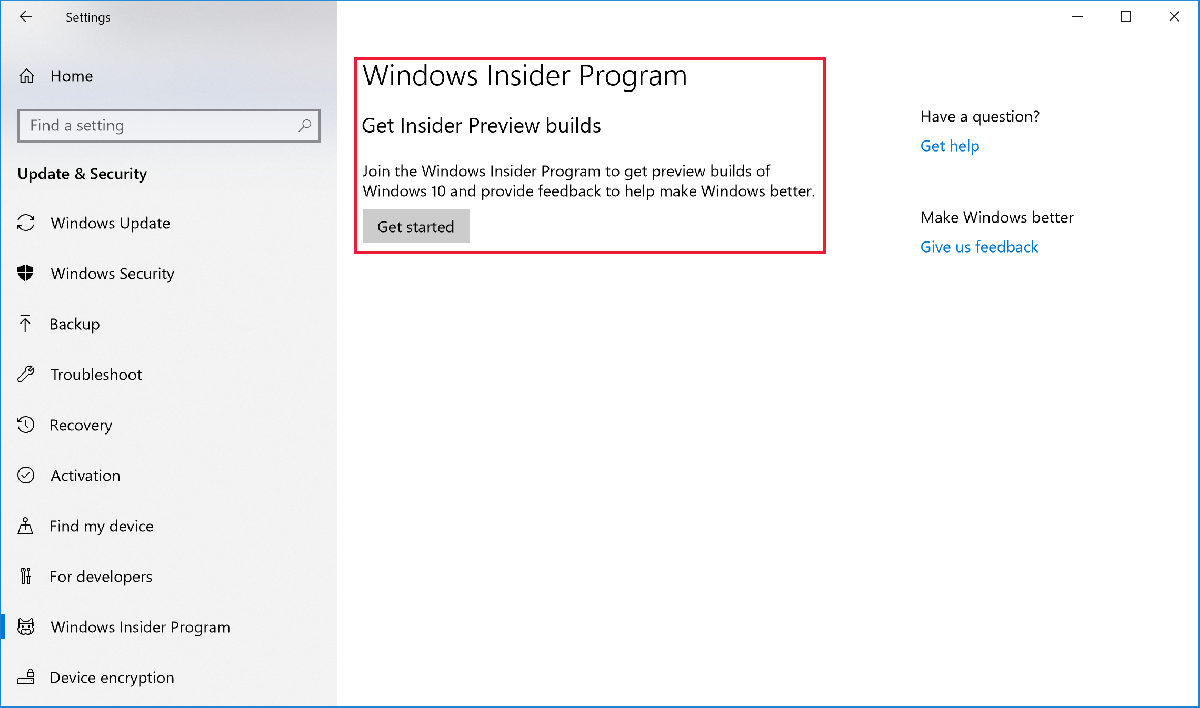 Settings
Home
Find a setting
Update & Security
Windows Update
Windows Security
Backup
Troubleshoot
Recovery
Activation
Find my device
For developers
Windows Insider Program
Device encryption
Windows Insider Program
Get Insider Preview builds
Join the Windows Insider Program to get preview builds of
Windows 10 and provide feedback to help make Windows better.
Get started
Have a question?
Get help
Make Windows better
Give us feedback